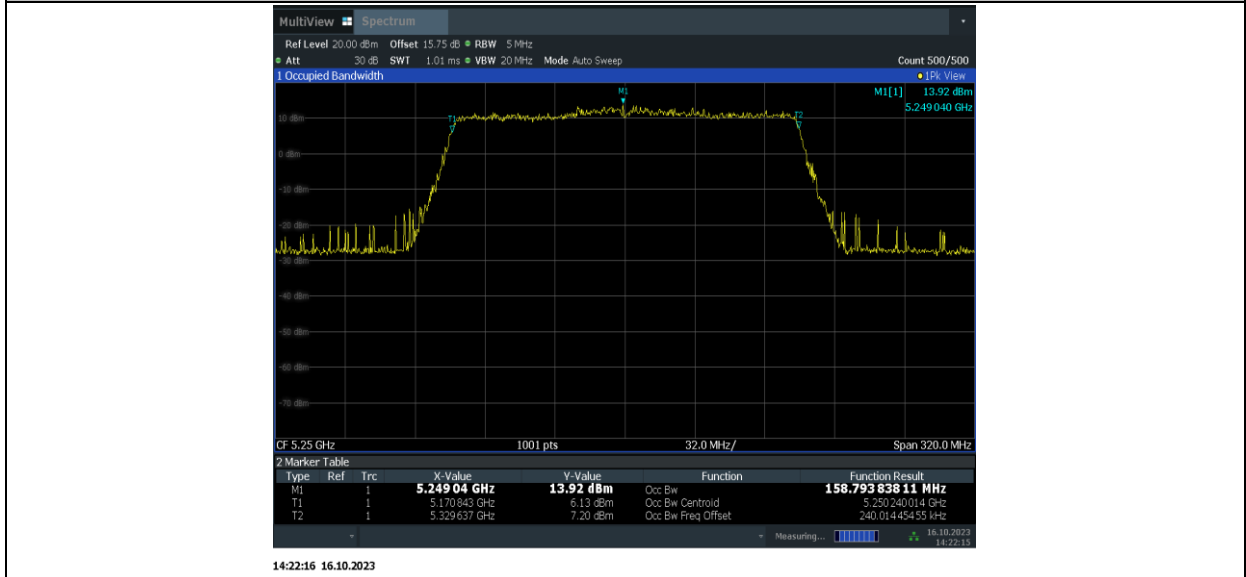 MultiView Spectrum
Ref Level 20.00 dBm Offset 15.75 dB RBW 5 MHz
Att 30 dB SWT 1.01 ms VBW 20 MHz Mode Auto Sweep Count 500/500
1 Occupied Bandwidth 1Pk View
M1[1] 13.92 dBm
5.249 040 GHz
M1
10 dBm
T1
T2
0 dBm
-10 dBm
-20 dBm
-30 dBm
-40 dBm
-50 dBm
-60 dBm
-70 dBm
CF 5.25 GHz 1001 pts 32.0 MHz/ Span 320.0 MHz
2 Marker Table
Type Ref Trc X-Value Y-Value Function Function Result
M1 1 5.249 04 GHz 13.92 dBm Occ Bw 158.793 838 11 MHz
T1 1 5.170 843 GHz 6.13 dBm Occ Bw Centroid 5.250 240 014 GHz
T2 1 5.329 637 GHz 7.20 dBm Occ Bw Freq Offset 240.014 454 55 kHz
Measuring... 16.10.2023
14:22:15
14:22:16 16.10.2023